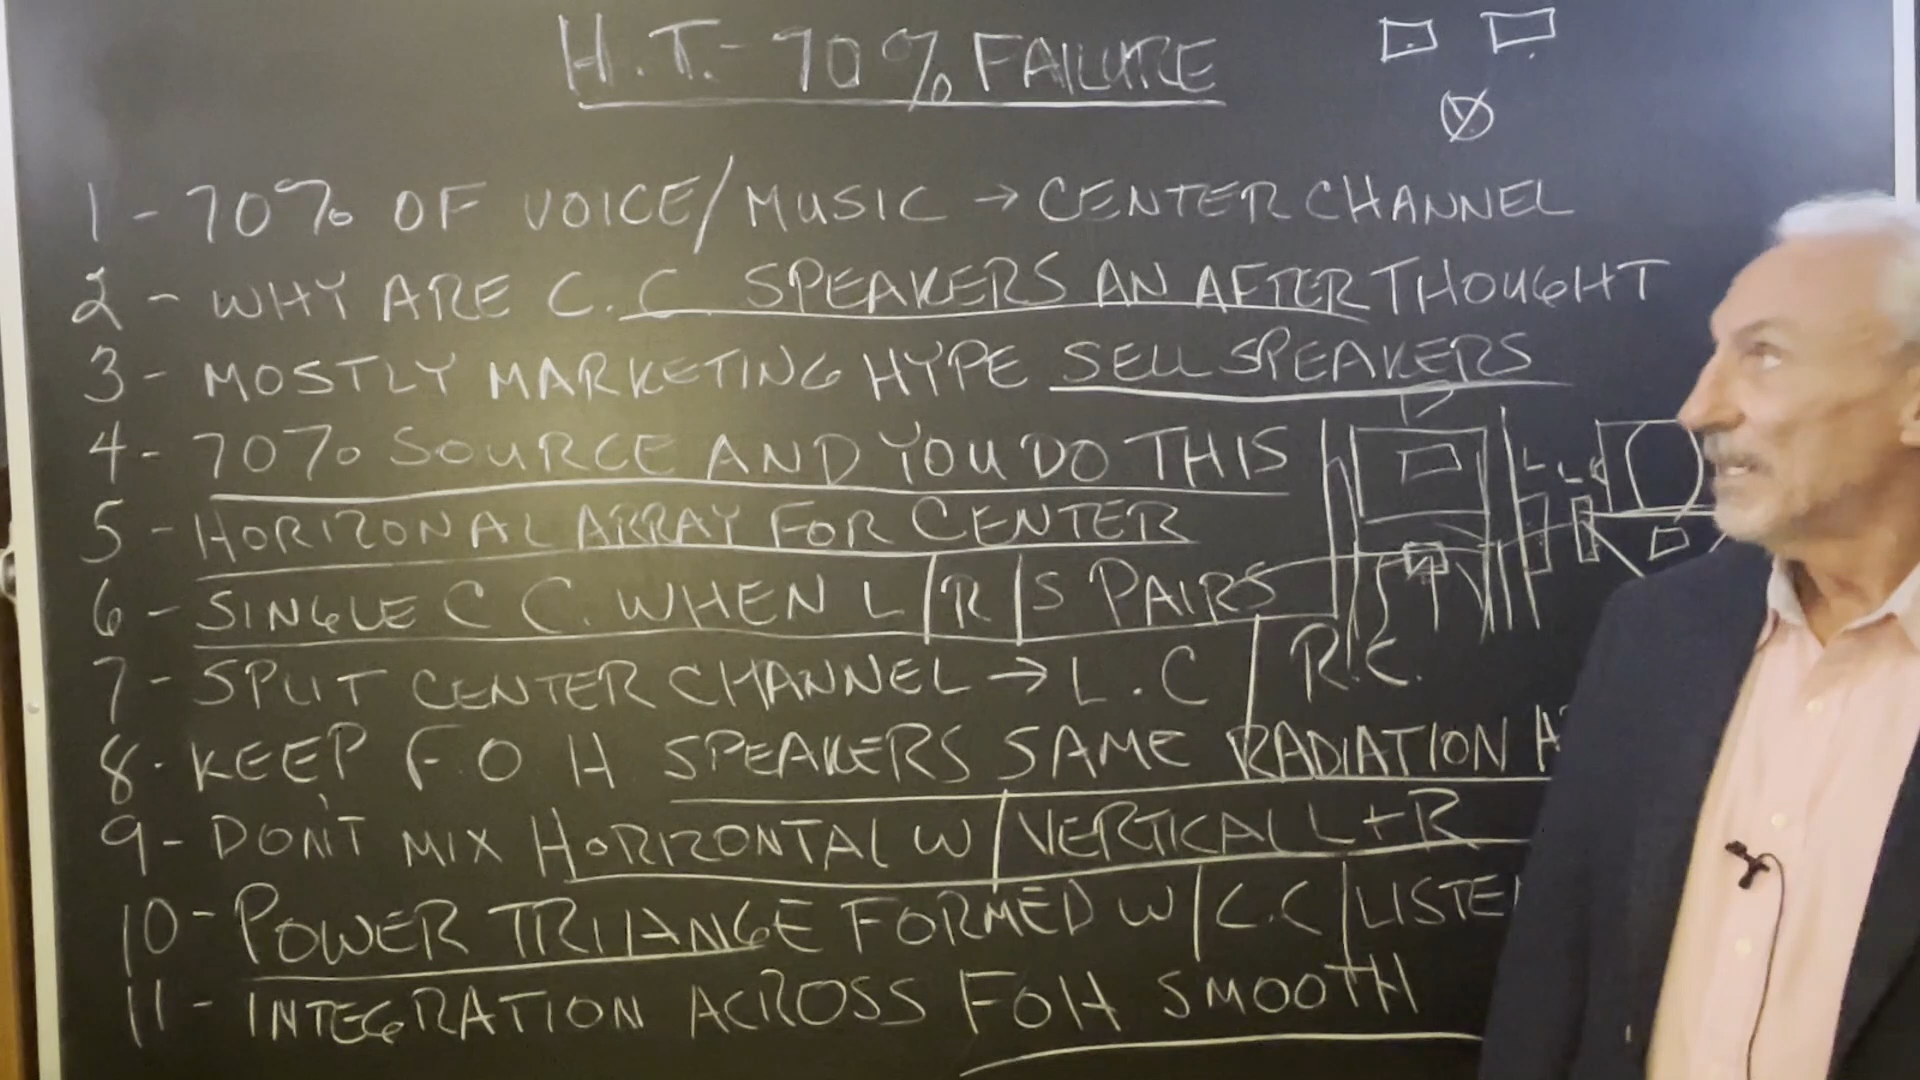 H.T. - 70% FAILURE
1 - 70% OF VOICE/MUSIC → CENTER CHANNEL
2 - WHY ARE C.C SPEAKERS AN AFTERTHOUGHT
3 - MOSTLY MARKETING HYPE SELL SPEAKERS
4 - 70% SOURCE AND YOU DO THIS
5 - HORIZONAL ARRAY FOR CENTER
6 - SINGLE C C. WHEN L/R/S PAIRS
7 - SPLIT CENTER CHANNEL → L.C / R.C.
8. KEEP F.O H SPEAKERS SAME RADIATION
9 - DON'T MIX HORIZONTAL W/VERTICAL L+R
10 - POWER TRIANGE FORMED W/C.C/LISTE
11 - INTEGRATION ACROSS FOH SMOOTH